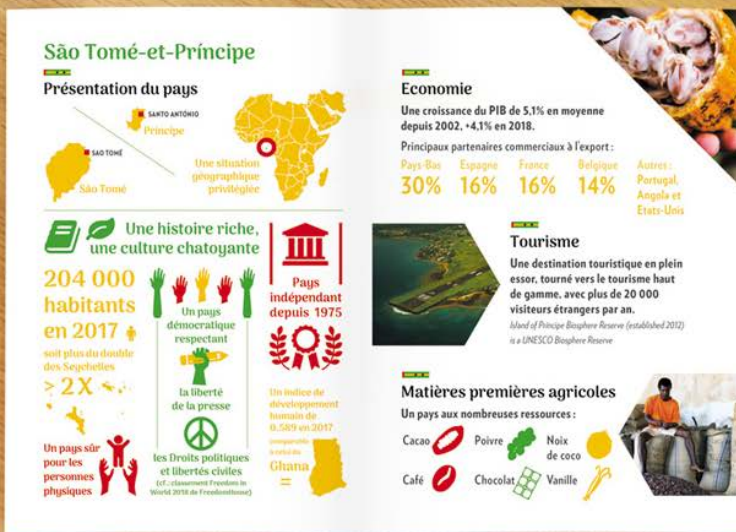 São Tomé-et-Príncipe
Présentation du pays
SANTO ANTÓNIO
Príncipe
SAO TOMÉ
São Tomé
Une situation
géographique
privilégiée
Une histoire riche,
une culture chatoyante
204 000
habitants
en 2017
soit plus du double
des Seychelles
> 2X
Un pays sûr
pour les
personnes
physiques
Un pays
démocratique
respectant
la liberté
de la presse
les Droits politiques
et libertés civiles
(cf. : classement Freedom in
World 2018 de FreedomHouse)
Pays
indépendant
depuis 1975
Un indice de
développement
humain de
0.589 en 2017
comparable
à celui du
Ghana
=
Economie
Une croissance du PIB de 5,1% en moyenne
depuis 2002, +4,1% en 2018.
Principaux partenaires commerciaux à l'export :
Pays-Bas
30%
Espagne
16%
France
16%
Belgique
14%
Autres :
Portugal,
Angola et
Etats-Unis
Tourisme
Une destination touristique en plein
essor, tourné vers le tourisme haut
de gamme, avec plus de 20 000
visiteurs étrangers par an.
Island of Príncipe Biosphere Reserve (established 2012)
is a UNESCO Biosphere Reserve
Matières premières agricoles
Un pays aux nombreuses ressources :
Cacao
Poivre
Noix
de coco
Café
Chocolat
Vanille